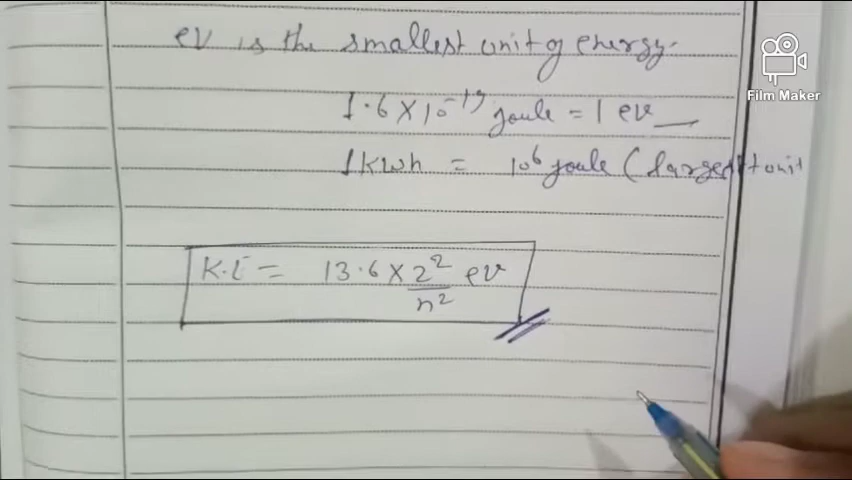 ev is the smallest unit of energy.
1.6 X 10⁻¹⁹ joule = 1 ev
1 kwh = 10⁶ joule (largest unit
K.E = 13.6 X Z²/n² ev
Film Maker